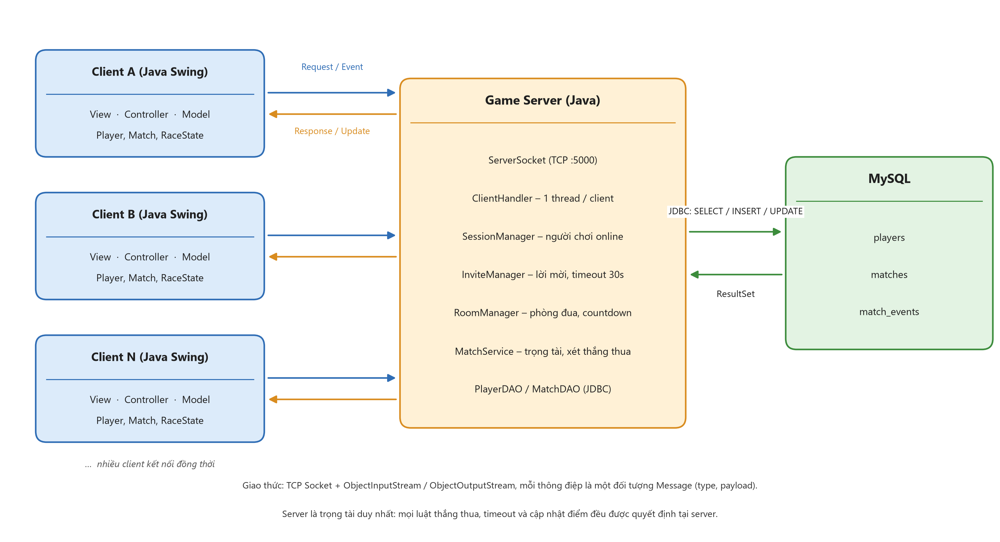 Client A (Java Swing)
View · Controller · Model
Player, Match, RaceState
Request / Event
Response / Update
Client B (Java Swing)
View · Controller · Model
Player, Match, RaceState
Client N (Java Swing)
View · Controller · Model
Player, Match, RaceState
... nhiều client kết nối đồng thời
Game Server (Java)
ServerSocket (TCP :5000)
ClientHandler – 1 thread / client
SessionManager – người chơi online
InviteManager – lời mời, timeout 30s
RoomManager – phòng đua, countdown
MatchService – trọng tài, xét thắng thua
PlayerDAO / MatchDAO (JDBC)
JDBC: SELECT / INSERT / UPDATE
ResultSet
MySQL
players
matches
match_events
Giao thức: TCP Socket + ObjectInputStream / ObjectOutputStream, mỗi thông điệp là một đối tượng Message (type, payload).
Server là trọng tài duy nhất: mọi luật thắng thua, timeout và cập nhật điểm đều được quyết định tại server.